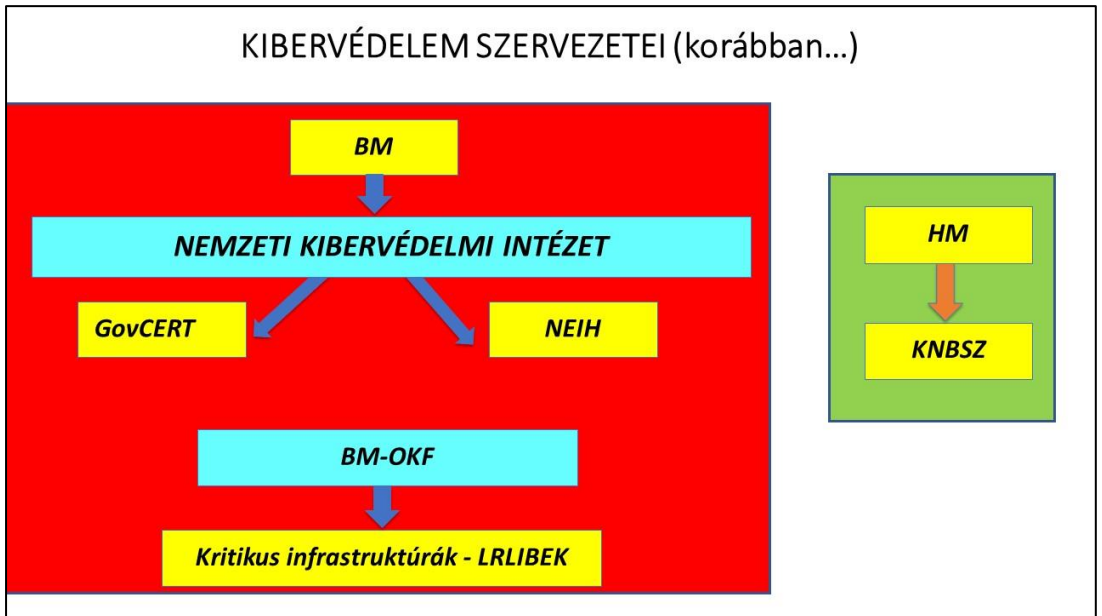 KIBERVÉDELEM SZERVEZETEI (korábban…)
BM
NEMZETI KIBERVÉDELMI INTÉZET
GovCERT
NEIH
BM-OKF
Kritikus infrastruktúrák - LRLIBEK
HM
KNBSZ